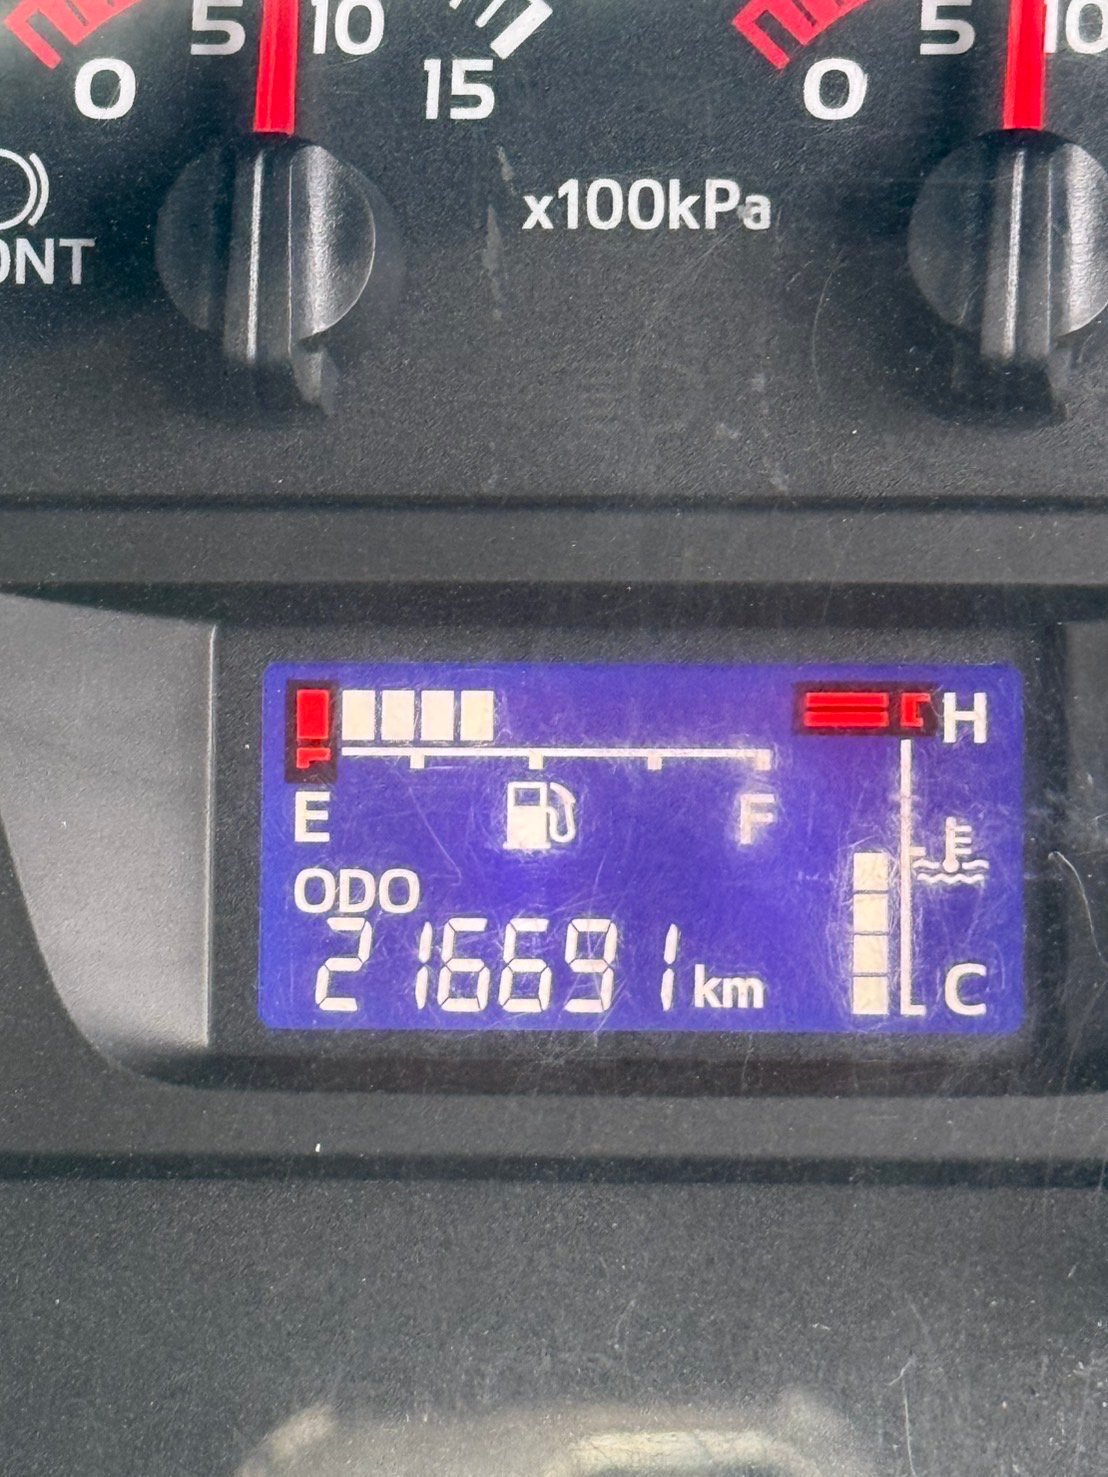 5 10 5 10
0 15 0
x100kPa
ONT
H
E F
ODO
216691 km C